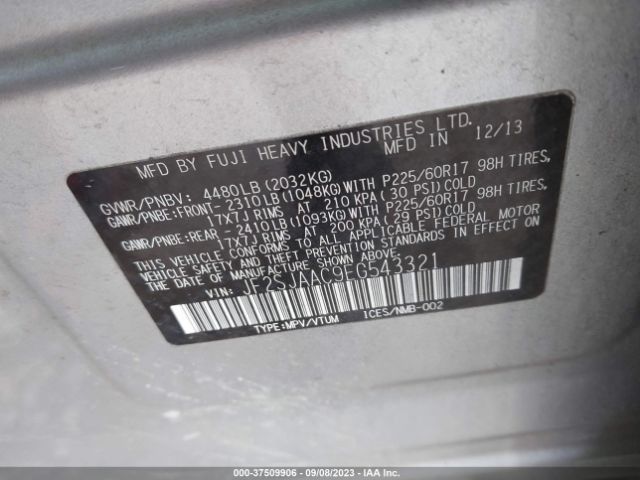 MFD BY FUJI HEAVY INDUSTRIES LTD.
MFD IN 12/13
GVWR/PNBV: 4480LB(2032KG)
GAWR/PNBE:FRONT- 2310LB(1048KG)WITH P225/60R17 98H TIRES,
17X7J RIMS AT 210 KPA (30 PSI)COLD
GAWR/PNBE:REAR - 2410LB(1093KG)WITH P225/60R17 98H TIRES,
17X7J RIMS AT 200 KPA (29 PSI)COLD
THIS VEHICLE CONFORMS TO ALL APPLICABLE FEDERAL MOTOR
VEHICLE SAFETY AND THEFT PREVENTION STANDARDS IN EFFECT
ON THE DATE OF MANUFACTURE SHOWN ABOVE.
VIN: JF2SJAAC9EG543321
TYPE:MPV/VTUM ICES/NMB-002
000-37509906 - 09/08/2023 - IAA Inc.